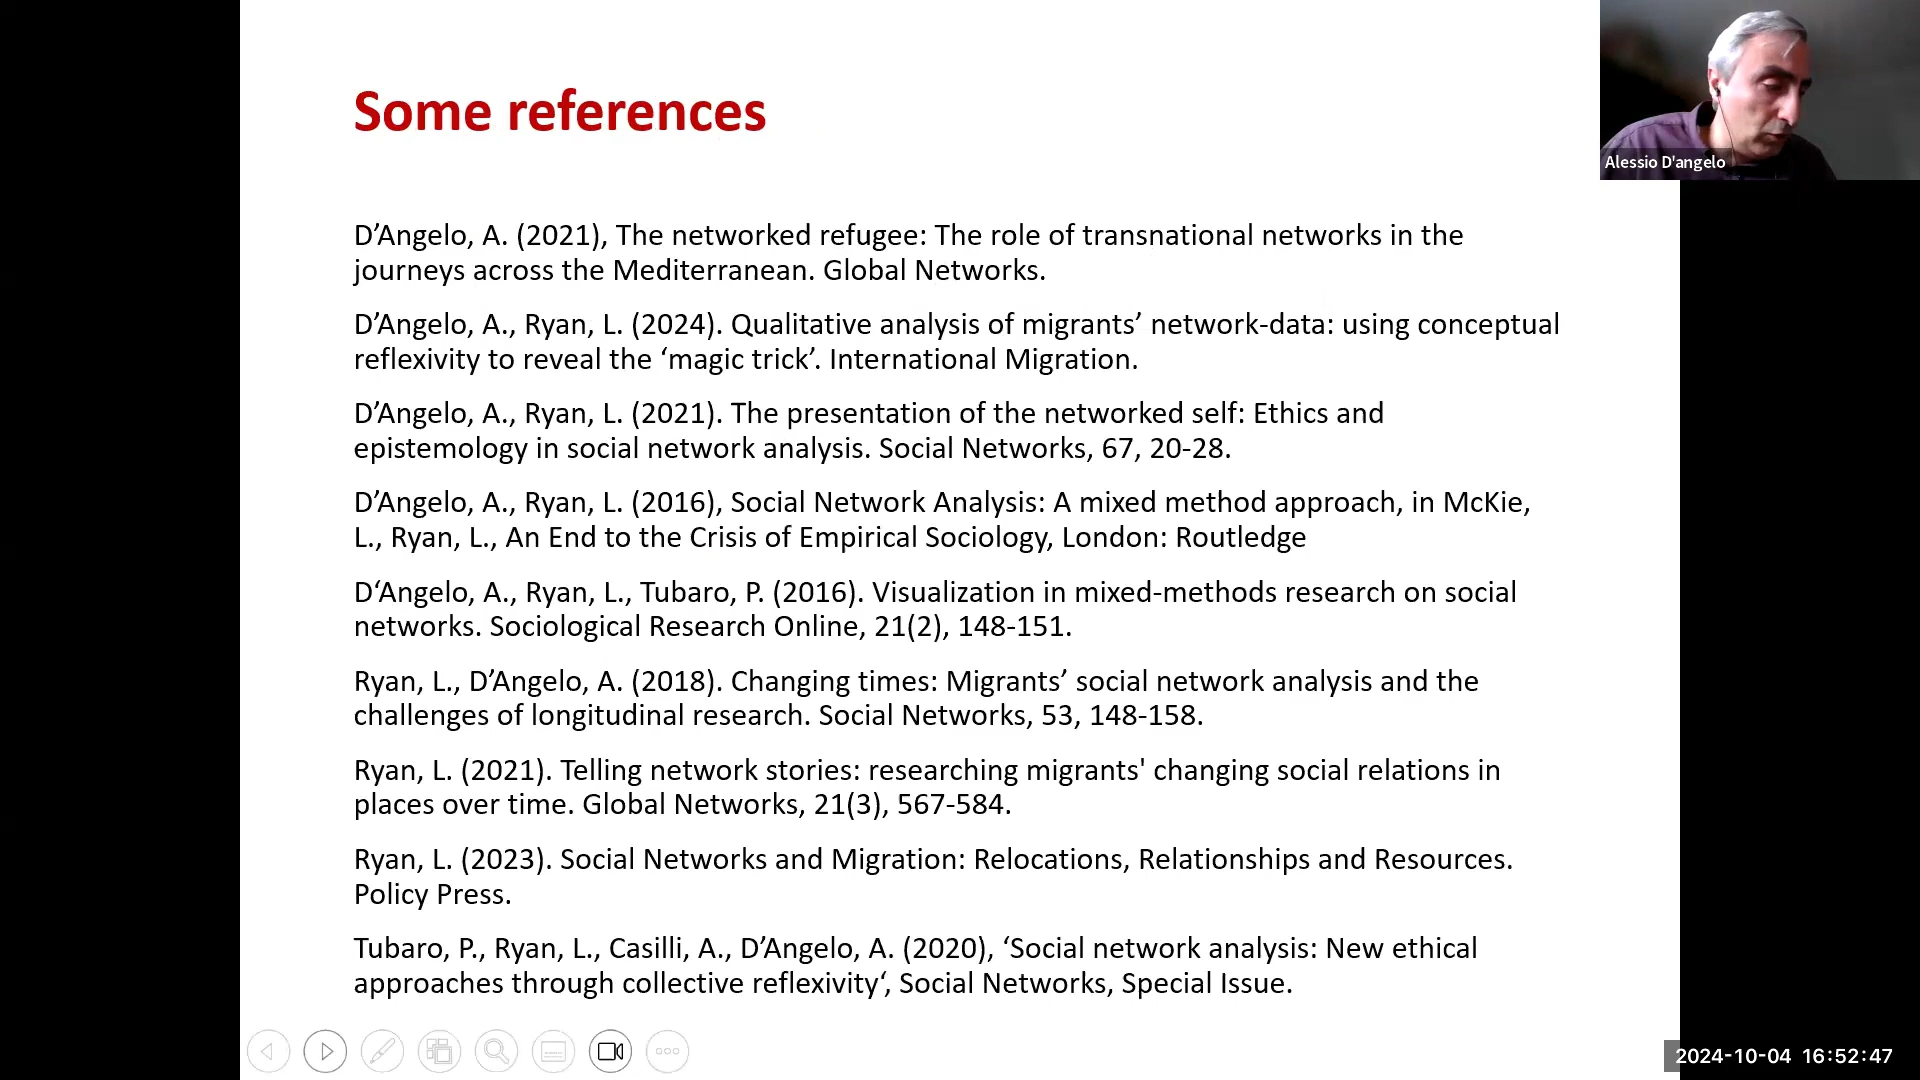 Some references
Alessio D'angelo
D’Angelo, A. (2021), The networked refugee: The role of transnational networks in the
journeys across the Mediterranean. Global Networks.
D’Angelo, A., Ryan, L. (2024). Qualitative analysis of migrants’ network-data: using conceptual
reflexivity to reveal the ‘magic trick’. International Migration.
D’Angelo, A., Ryan, L. (2021). The presentation of the networked self: Ethics and
epistemology in social network analysis. Social Networks, 67, 20-28.
D’Angelo, A., Ryan, L. (2016), Social Network Analysis: A mixed method approach, in McKie,
L., Ryan, L., An End to the Crisis of Empirical Sociology, London: Routledge
D‘Angelo, A., Ryan, L., Tubaro, P. (2016). Visualization in mixed-methods research on social
networks. Sociological Research Online, 21(2), 148-151.
Ryan, L., D’Angelo, A. (2018). Changing times: Migrants’ social network analysis and the
challenges of longitudinal research. Social Networks, 53, 148-158.
Ryan, L. (2021). Telling network stories: researching migrants' changing social relations in
places over time. Global Networks, 21(3), 567-584.
Ryan, L. (2023). Social Networks and Migration: Relocations, Relationships and Resources.
Policy Press.
Tubaro, P., Ryan, L., Casilli, A., D’Angelo, A. (2020), ‘Social network analysis: New ethical
approaches through collective reflexivity‘, Social Networks, Special Issue.
2024-10-04 16:52:47